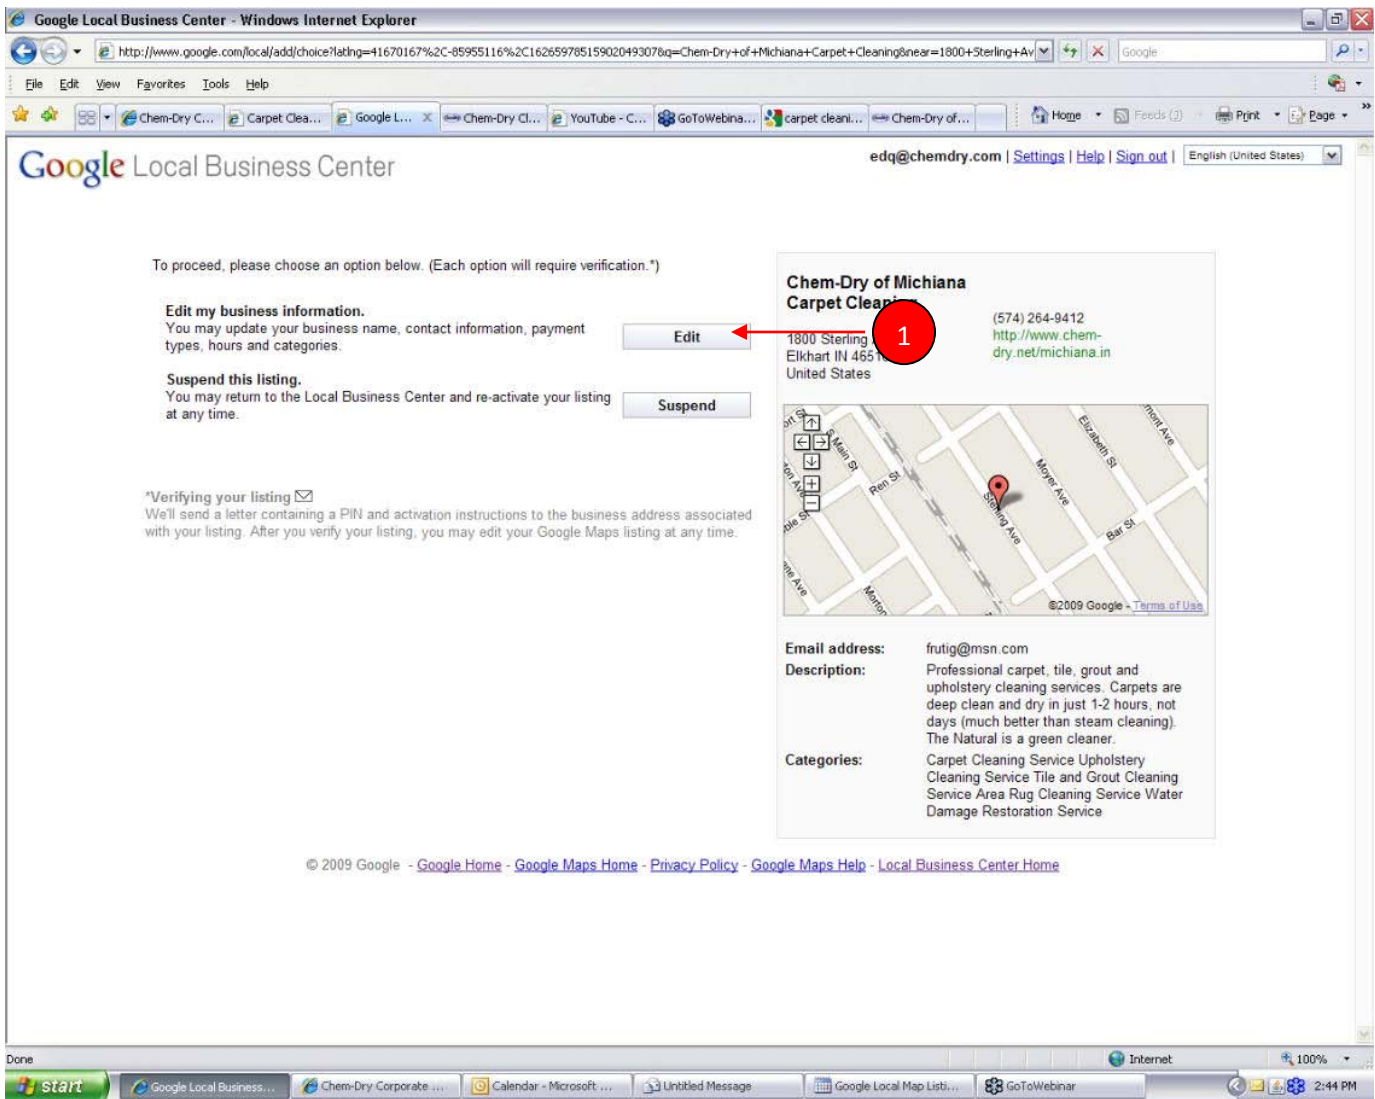 Google Local Business Center - Windows Internet Explorer
http://www.google.com/local/add/choice?latlng=41670167%2C-85955116%2C16265978515902049307&q=Chem-Dry+of+Michiana+Carpet+Cleaning&near=1800+Sterling+Av
Google
File Edit View Favorites Tools Help
Chem-Dry C... Carpet Clea... Google L... X Chem-Dry Cl... YouTube - C... GoToWebina... carpet cleani... Chem-Dry of... Home Feeds (J) Print Page
Google Local Business Center
edq@chemdry.com | Settings | Help | Sign out | English (United States)
To proceed, please choose an option below. (Each option will require verification.*)
Edit my business information.
You may update your business name, contact information, payment
types, hours and categories.
Edit
Suspend this listing.
You may return to the Local Business Center and re-activate your listing
at any time.
Suspend
*Verifying your listing
We'll send a letter containing a PIN and activation instructions to the business address associated
with your listing. After you verify your listing, you may edit your Google Maps listing at any time.
1
Chem-Dry of Michiana
Carpet Cleaning
1800 Sterling
Elkhart IN
United States
(574) 264-9412
http://www.chem-
dry.net/michiana.in
S Main St
Ren St
Elizabeth St
Moyer Ave
Sterling Ave
Bar St
Morton
©2009 Google - Terms of Use
Email address: frutig@msn.com
Description: Professional carpet, tile, grout and
upholstery cleaning services. Carpets are
deep clean and dry in just 1-2 hours, not
days (much better than steam cleaning).
The Natural is a green cleaner.
Categories: Carpet Cleaning Service Upholstery
Cleaning Service Tile and Grout Cleaning
Service Area Rug Cleaning Service Water
Damage Restoration Service
© 2009 Google - Google Home - Google Maps Home - Privacy Policy - Google Maps Help - Local Business Center Home
Done Internet 100%
start Google Local Business... Chem-Dry Corporate ... Calendar - Microsoft ... Untitled Message Google Local Map Listi... GoToWebinar 2:44 PM